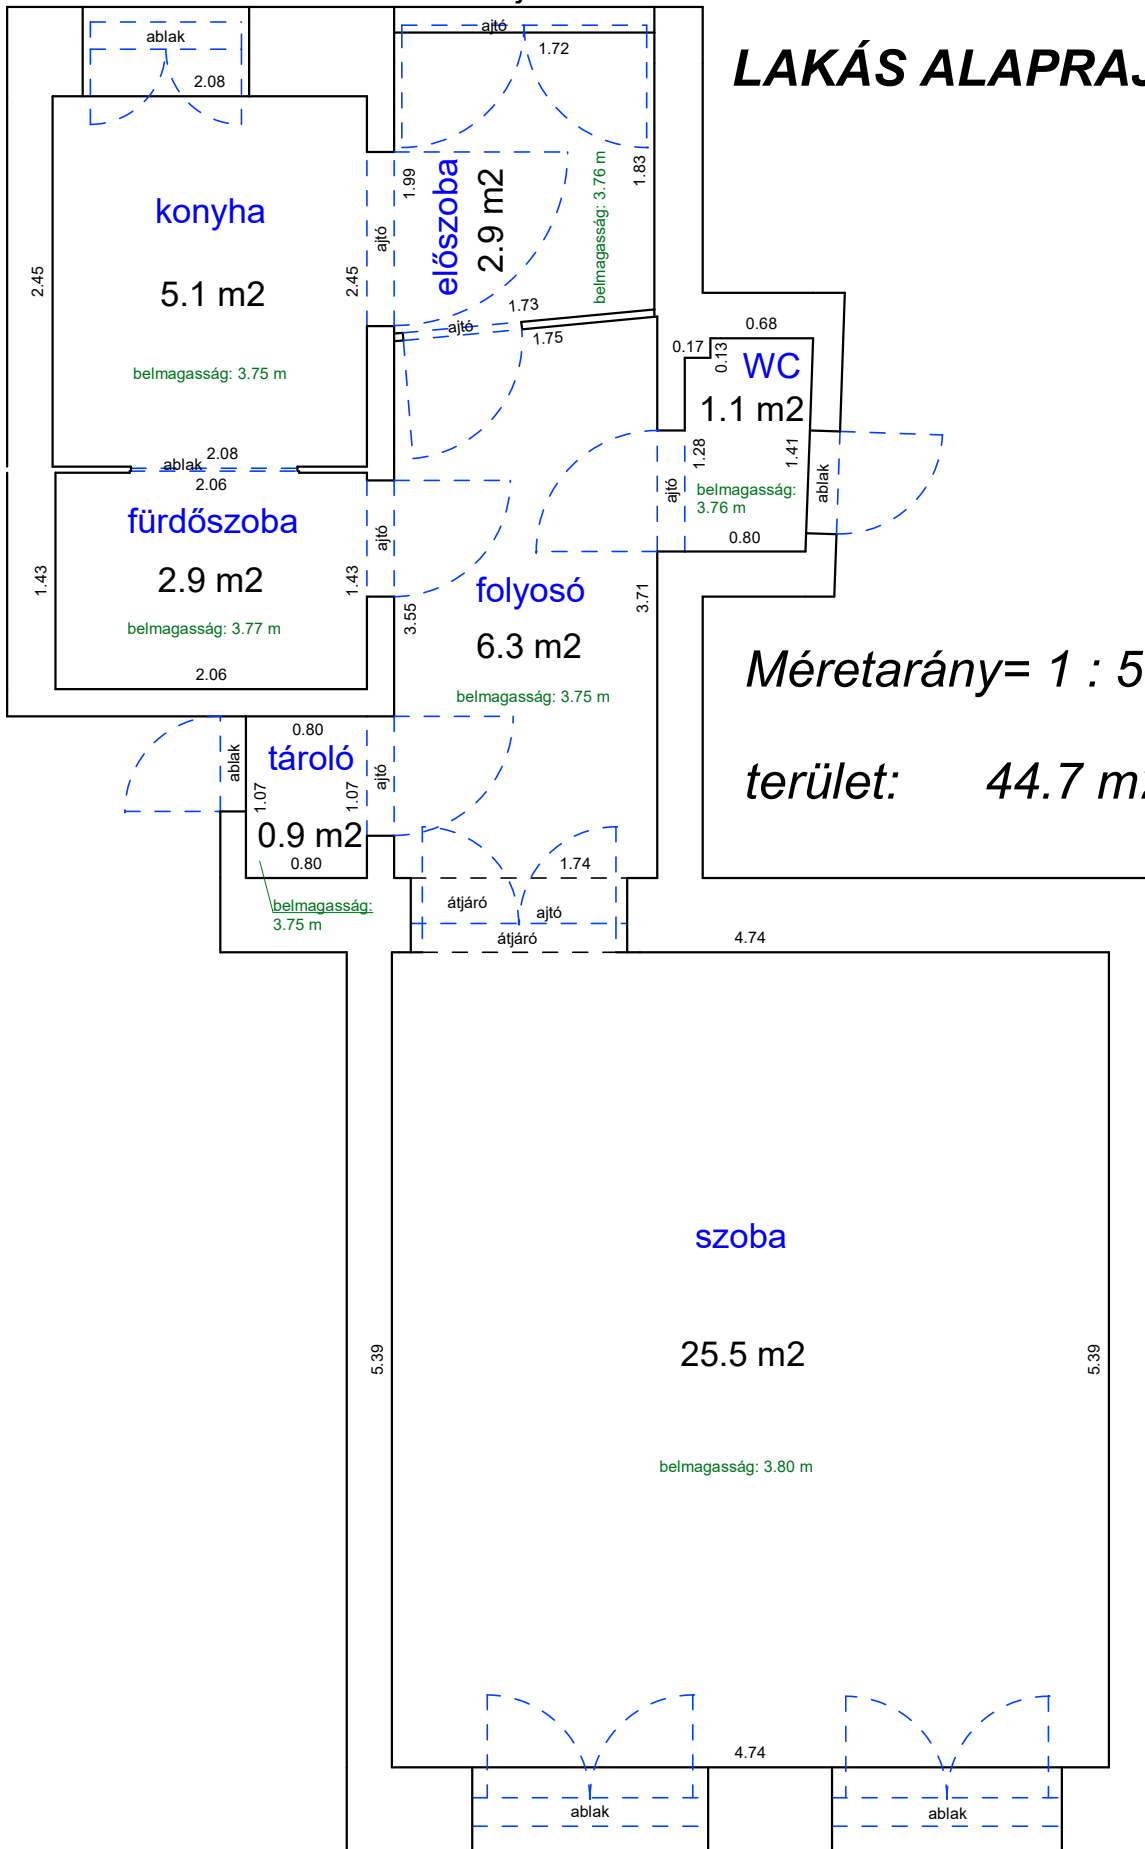 ablak
2.08
ajtó
1.72
LAKÁS ALAPRAJ
konyha
5.1 m2
belmagasság: 3.75 m
2.45
2.45
ajtó
1.99
előszoba
2.9 m2
belmagasság: 3.76 m
1.83
1.73
ajtó
1.75
0.68
0.17
0.13
WC
1.1 m2
1.28
1.41
ajtó
belmagasság:
3.76 m
ablak
0.80
2.08
ablak
2.06
fürdőszoba
2.9 m2
belmagasság: 3.77 m
1.43
1.43
ajtó
2.06
folyosó
6.3 m2
belmagasság: 3.75 m
3.55
3.71
Méretarány= 1 : 5
terület: 44.7 m
0.80
tároló
ablak
1.07
1.07
ajtó
0.9 m2
0.80
belmagasság:
3.75 m
1.74
átjáró
ajtó
átjáró
4.74
szoba
25.5 m2
belmagasság: 3.80 m
5.39
5.39
4.74
ablak
ablak